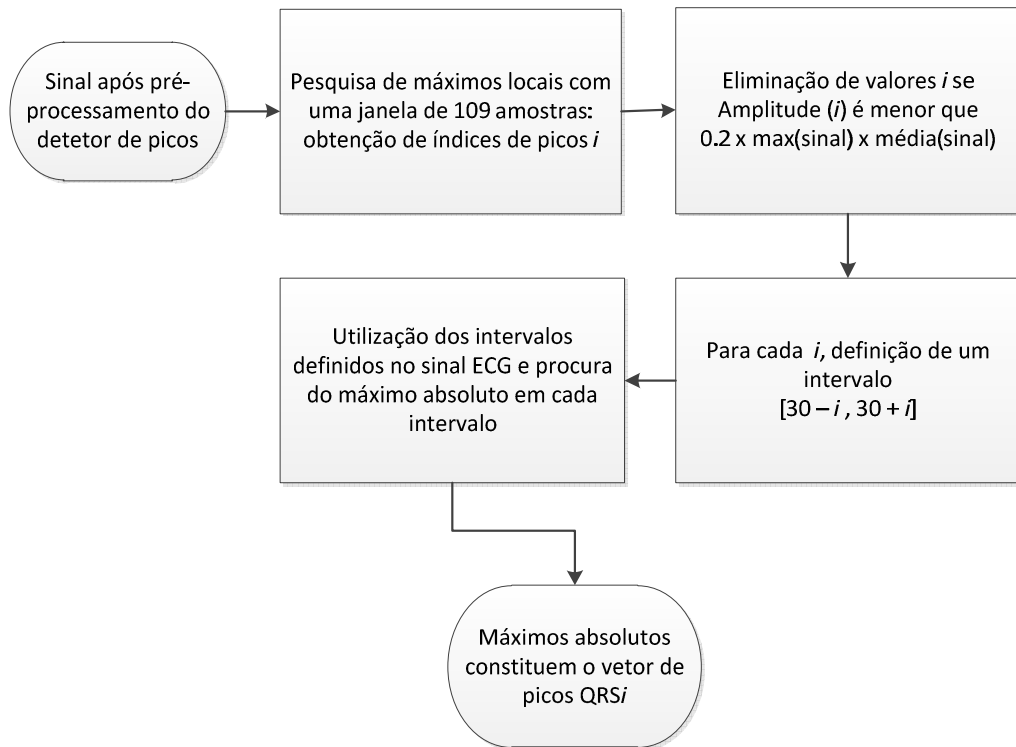 Sinal após pré-
processamento do
detetor de picos
Pesquisa de máximos locais com
uma janela de 109 amostras:
obtenção de índices de picos i
Eliminação de valores i se
Amplitude (i) é menor que
0.2 x max(sinal) x média(sinal)
Para cada i, definição de um
intervalo
[30 – i , 30 + i]
Utilização dos intervalos
definidos no sinal ECG e procura
do máximo absoluto em cada
intervalo
Máximos absolutos
constituem o vetor de
picos QRSi